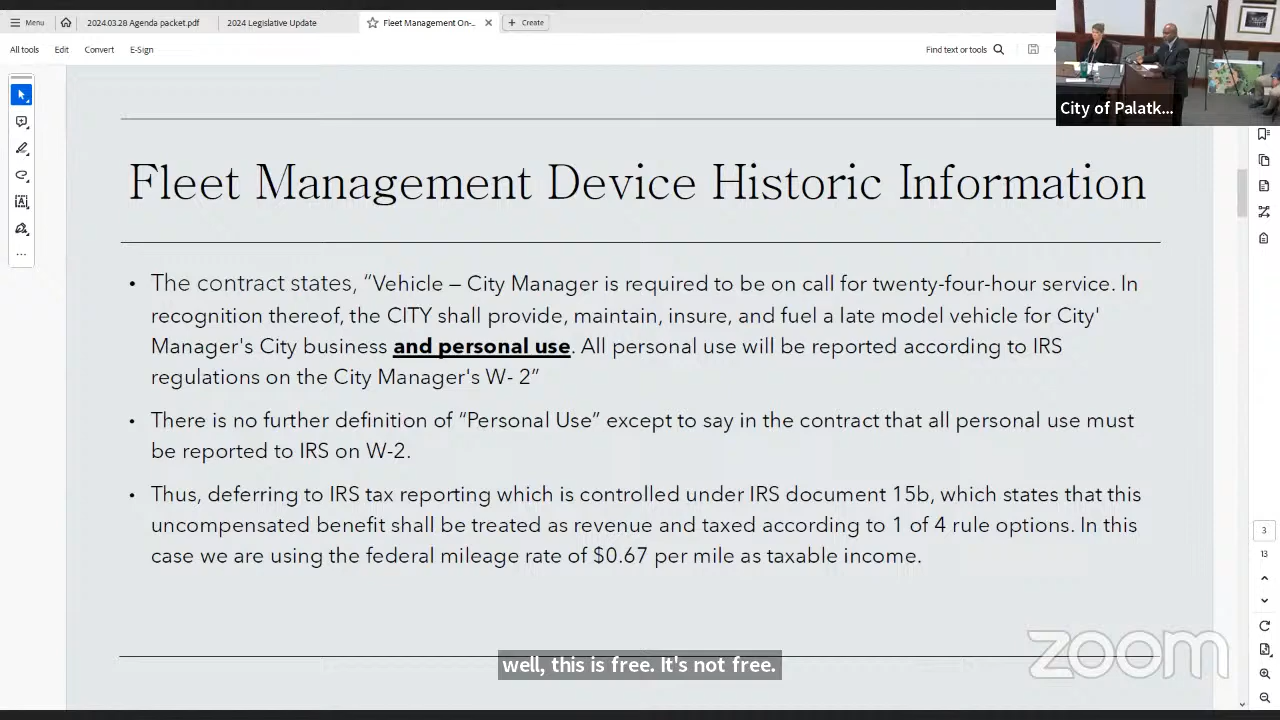 Menu
2024.03.28 Agenda packet.pdf
2024 Legislative Update
Fleet Management On-...
Create
All tools
Edit
Convert
E-Sign
Find text or tools
City of Palatk...
Fleet Management Device Historic Information
• The contract states, “Vehicle – City Manager is required to be on call for twenty-four-hour service. In
recognition thereof, the CITY shall provide, maintain, insure, and fuel a late model vehicle for City'
Manager's City business and personal use. All personal use will be reported according to IRS
regulations on the City Manager's W- 2”
• There is no further definition of “Personal Use” except to say in the contract that all personal use must
be reported to IRS on W-2.
• Thus, deferring to IRS tax reporting which is controlled under IRS document 15b, which states that this
uncompensated benefit shall be treated as revenue and taxed according to 1 of 4 rule options. In this
case we are using the federal mileage rate of $0.67 per mile as taxable income.
3
13
well, this is free. It's not free.
zoom